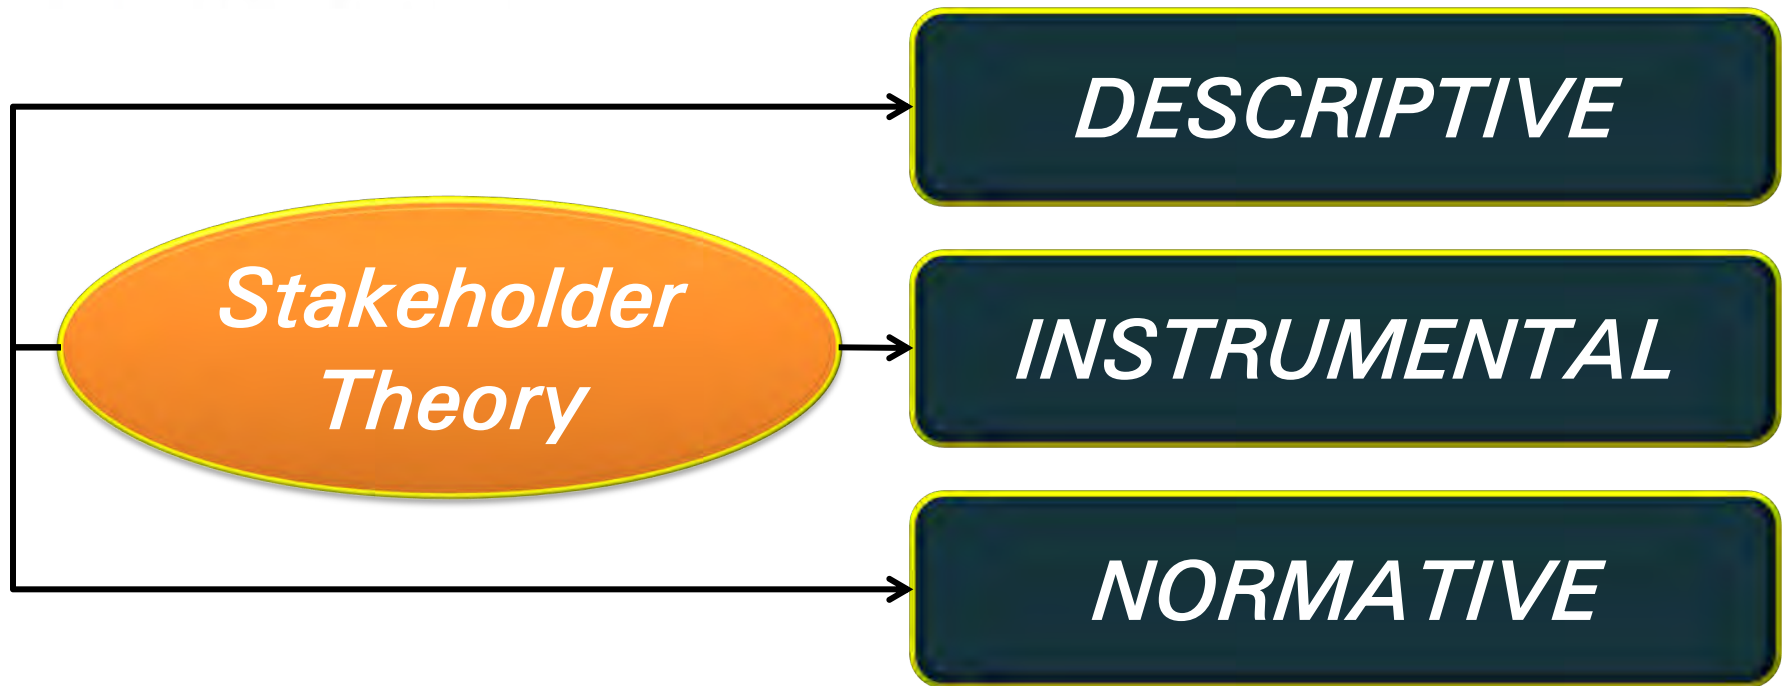 DESCRIPTIVE
Stakeholder
Theory
INSTRUMENTAL
NORMATIVE